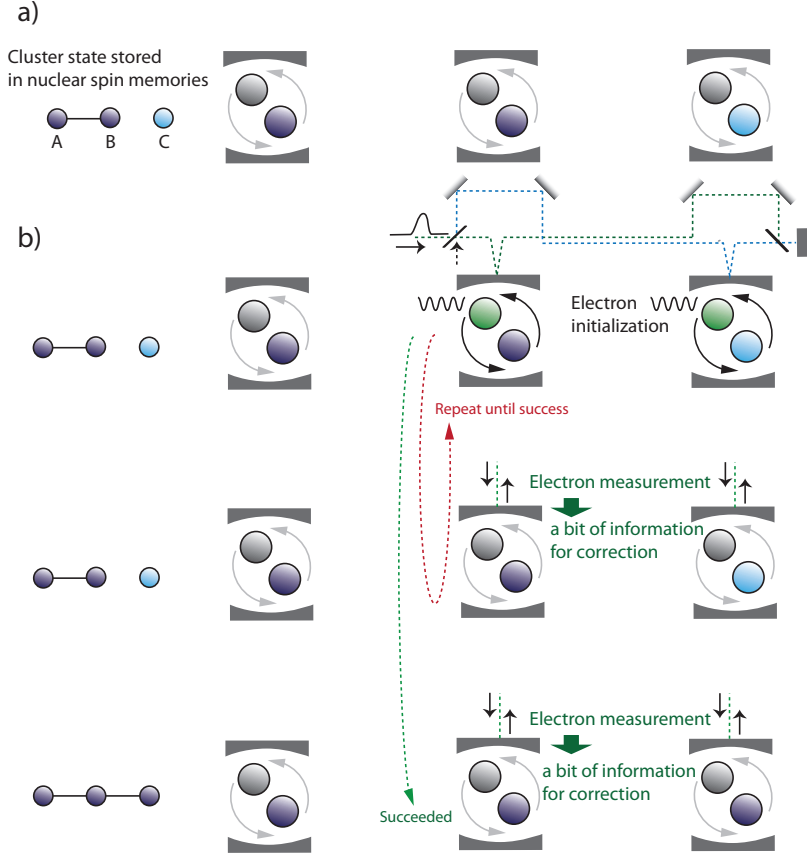 a)
Cluster state stored
in nuclear spin memories
A B C
b)
Electron
initialization
Repeat until success
Electron measurement
a bit of information
for correction
Electron measurement
a bit of information
for correction
Succeeded